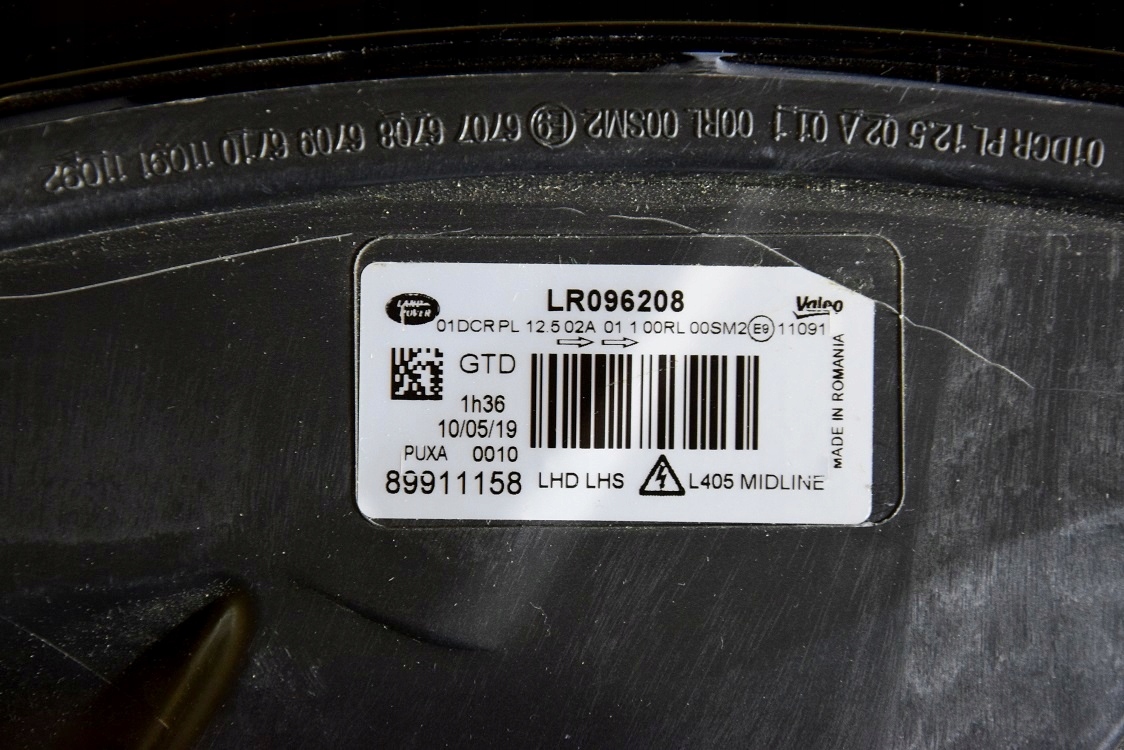 01DCR PL 12.5 02A 01 1 00RL 00SM2 E9 6707 6708 6709 6710 11091 11092
LAND ROVER
LR096208
Valeo
01DCR PL 12.5 02A 01 1 00RL 00SM2 E9 11091
GTD
1h36
10/05/19
PUXA 0010
89911158 LHD LHS L405 MIDLINE
MADE IN ROMANIA